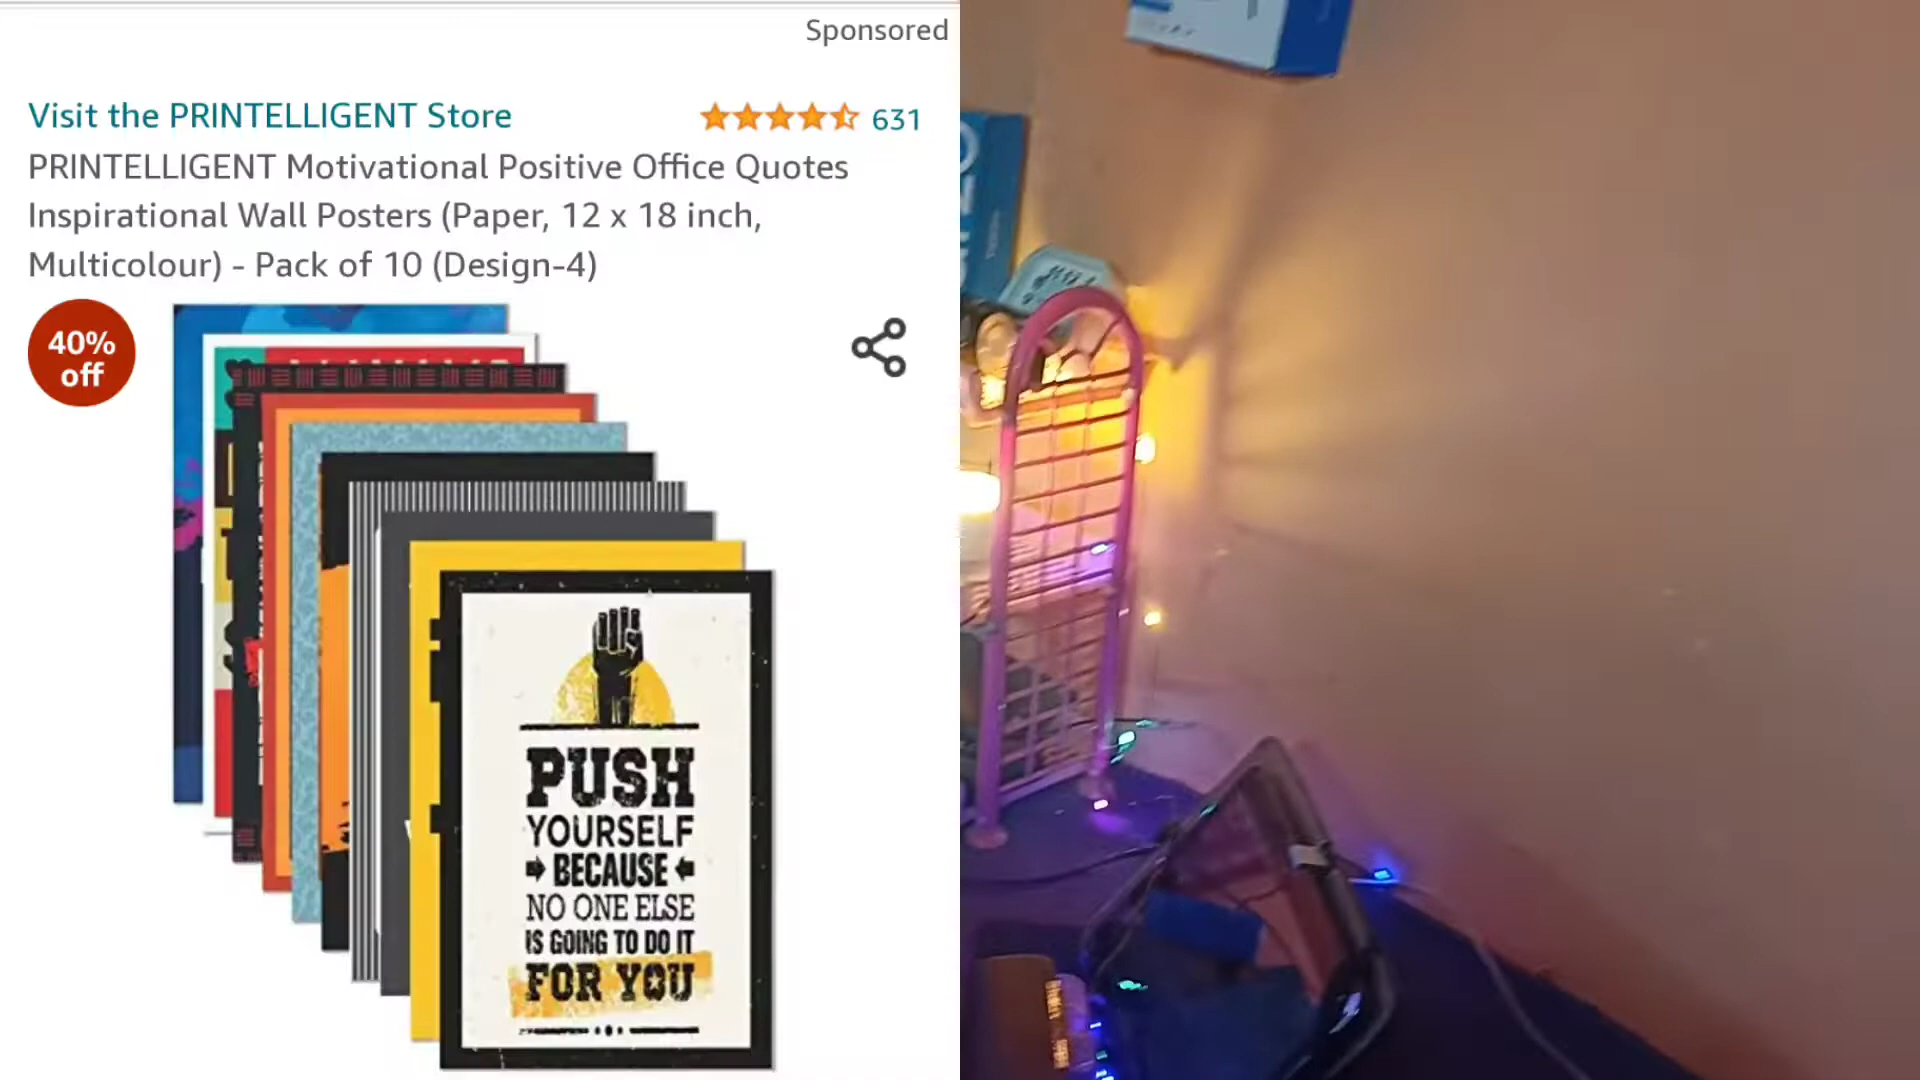 Sponsored
Visit the PRINTELLIGENT Store
631
PRINTELLIGENT Motivational Positive Office Quotes
Inspirational Wall Posters (Paper, 12 x 18 inch,
Multicolour) - Pack of 10 (Design-4)
40%
off
PUSH
YOURSELF
BECAUSE
NO ONE ELSE
IS GOING TO DO IT
FOR YOU